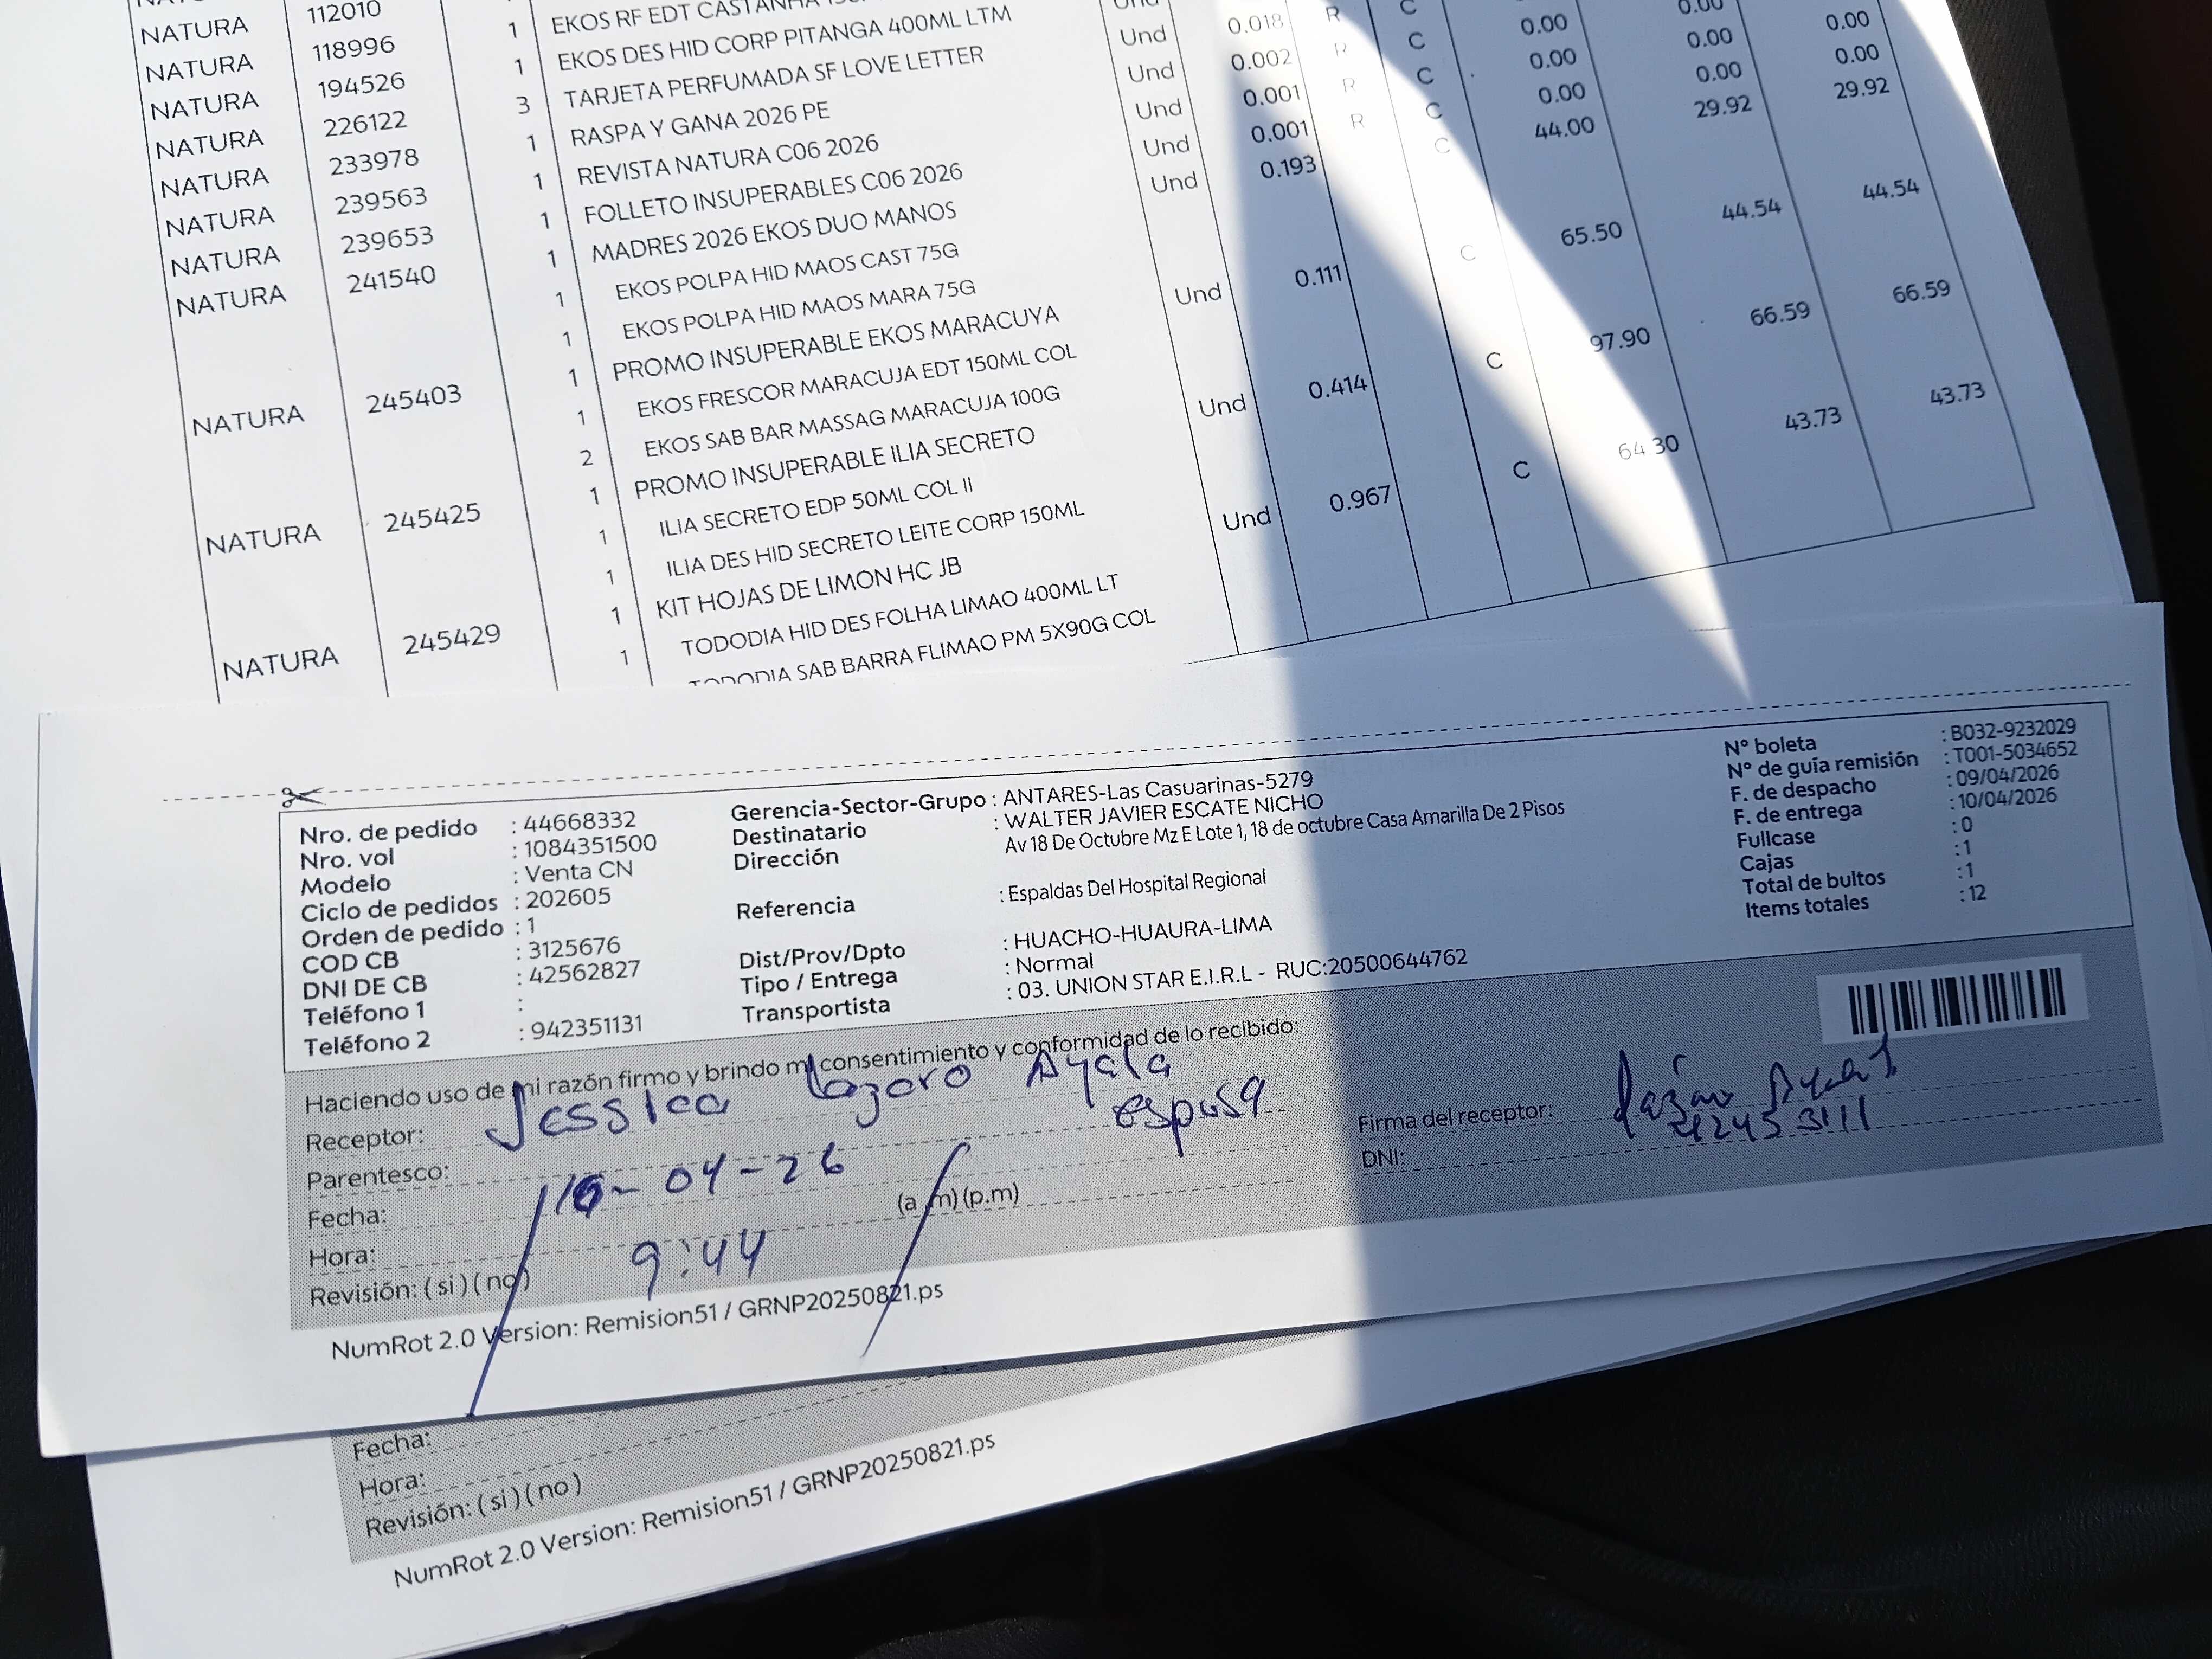 NATURA 112010 1 EKOS RF EDT CASTANHA
NATURA 118996 1 EKOS DES HID CORP PITANGA 400ML LTM Und 0.018 R C 0.00 0.00 0.00
NATURA 194526 3 TARJETA PERFUMADA SF LOVE LETTER Und 0.002 R C 0.00 0.00 0.00
NATURA 226122 1 RASPA Y GANA 2026 PE Und 0.001 R C 0.00 0.00 0.00
NATURA 233978 1 REVISTA NATURA C06 2026 Und 0.001 R C 44.00 29.92 29.92
NATURA 239563 1 FOLLETO INSUPERABLES C06 2026 Und 0.193 C
NATURA 239653 1 MADRES 2026 EKOS DUO MANOS
NATURA 241540 1 EKOS POLPA HID MAOS CAST 75G
1 EKOS POLPA HID MAOS MARA 75G
NATURA 245403 1 PROMO INSUPERABLE EKOS MARACUYA Und 0.111 C 65.50 44.54 44.54
1 EKOS FRESCOR MARACUJA EDT 150ML COL
2 EKOS SAB BAR MASSAG MARACUJA 100G
NATURA 245425 1 PROMO INSUPERABLE ILIA SECRETO Und 0.414 C 97.90 66.59 66.59
1 ILIA SECRETO EDP 50ML COL II
1 ILIA DES HID SECRETO LEITE CORP 150ML
NATURA 245429 1 KIT HOJAS DE LIMON HC JB Und 0.967 C 64.30 43.73 43.73
1 TODODIA HID DES FOLHA LIMAO 400ML LT
TODODIA SAB BARRA FLIMAO PM 5X90G COL
Nro. de pedido : 44668332
Nro. vol : 1084351500
Modelo : Venta CN
Ciclo de pedidos : 202605
Orden de pedido : 1
COD CB : 3125676
DNI DE CB : 42562827
Teléfono 1 :
Teléfono 2 : 942351131
Gerencia-Sector-Grupo : ANTARES-Las Casuarinas-5279
Destinatario : WALTER JAVIER ESCATE NICHO
Dirección Av 18 De Octubre Mz E Lote 1, 18 de octubre Casa Amarilla De 2 Pisos
Referencia : Espaldas Del Hospital Regional
Dist/Prov/Dpto : HUACHO-HUAURA-LIMA
Tipo / Entrega : Normal
Transportista : 03. UNION STAR E.I.R.L - RUC:20500644762
N° boleta : B032-9232029
N° de guía remisión : T001-5034652
F. de despacho : 09/04/2026
F. de entrega : 10/04/2026
Fullcase : 0
Cajas : 1
Total de bultos : 1
Items totales : 12
Haciendo uso de mi razón firmo y brindo mi consentimiento y conformidad de lo recibido:
Receptor: Jessica Lazaro Ayala
Parentesco: esposa
Fecha: 10-04-26
Hora: 9:44 (a.m)(p.m)
Revisión: (si)(no)
Firma del receptor:
DNI: 42453111
NumRot 2.0 Version: Remision51 / GRNP20250821.ps
Fecha:
Hora:
Revisión: (si)(no)
NumRot 2.0 Version: Remision51 / GRNP20250821.ps